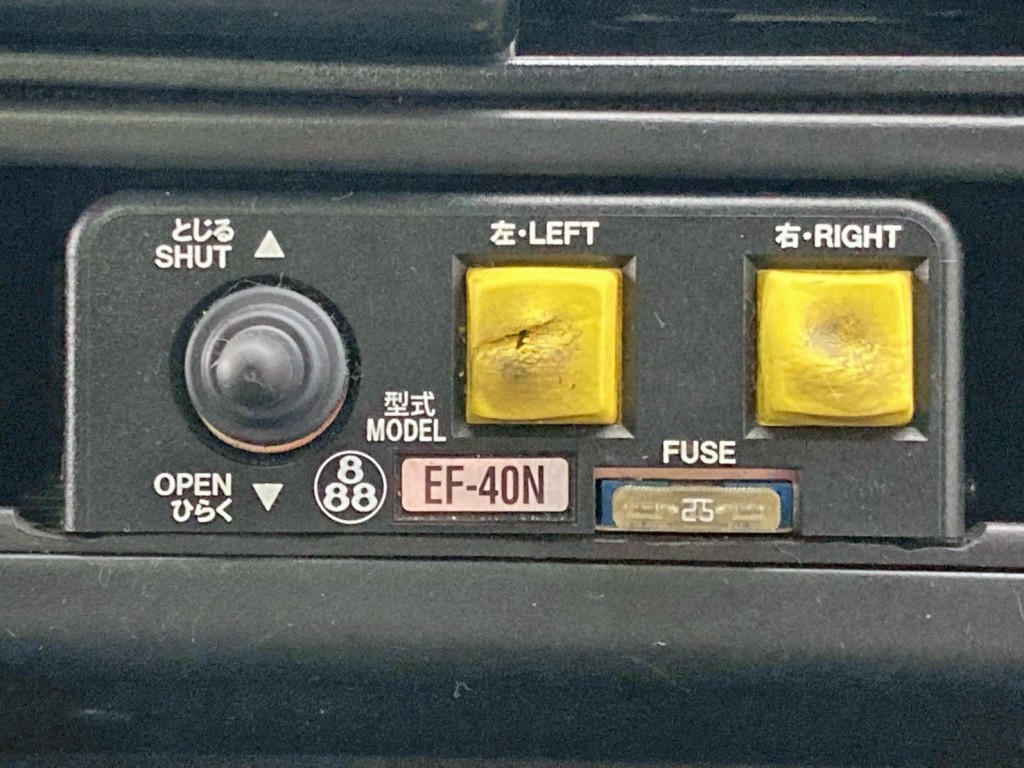 とじる
SHUT ▲
左・LEFT
右・RIGHT
型式
MODEL
OPEN ▼
ひらく
8
88
EF-40N
FUSE
25